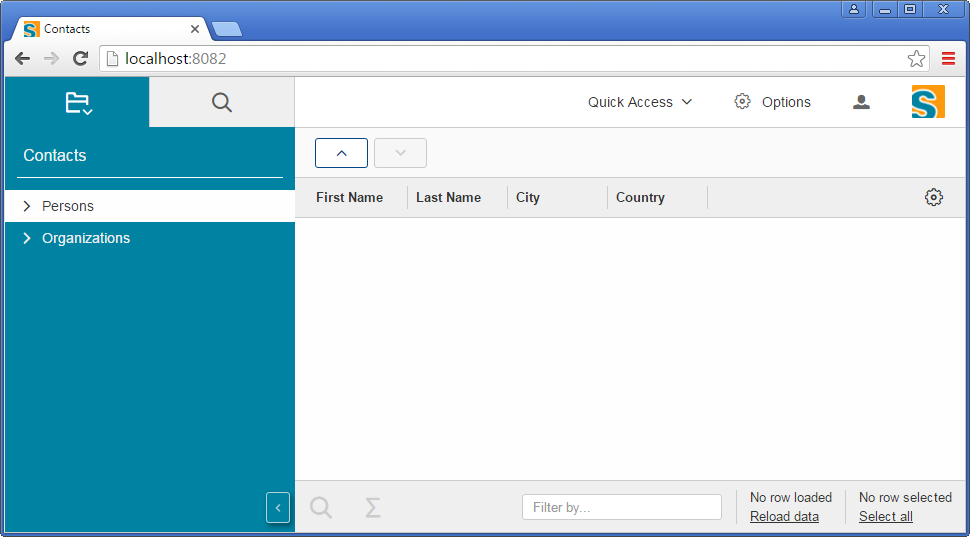 Contacts
localhost:8082
Quick Access
Options
Contacts
Persons
Organizations
First Name
Last Name
City
Country
Filter by...
No row loaded
Reload data
No row selected
Select all